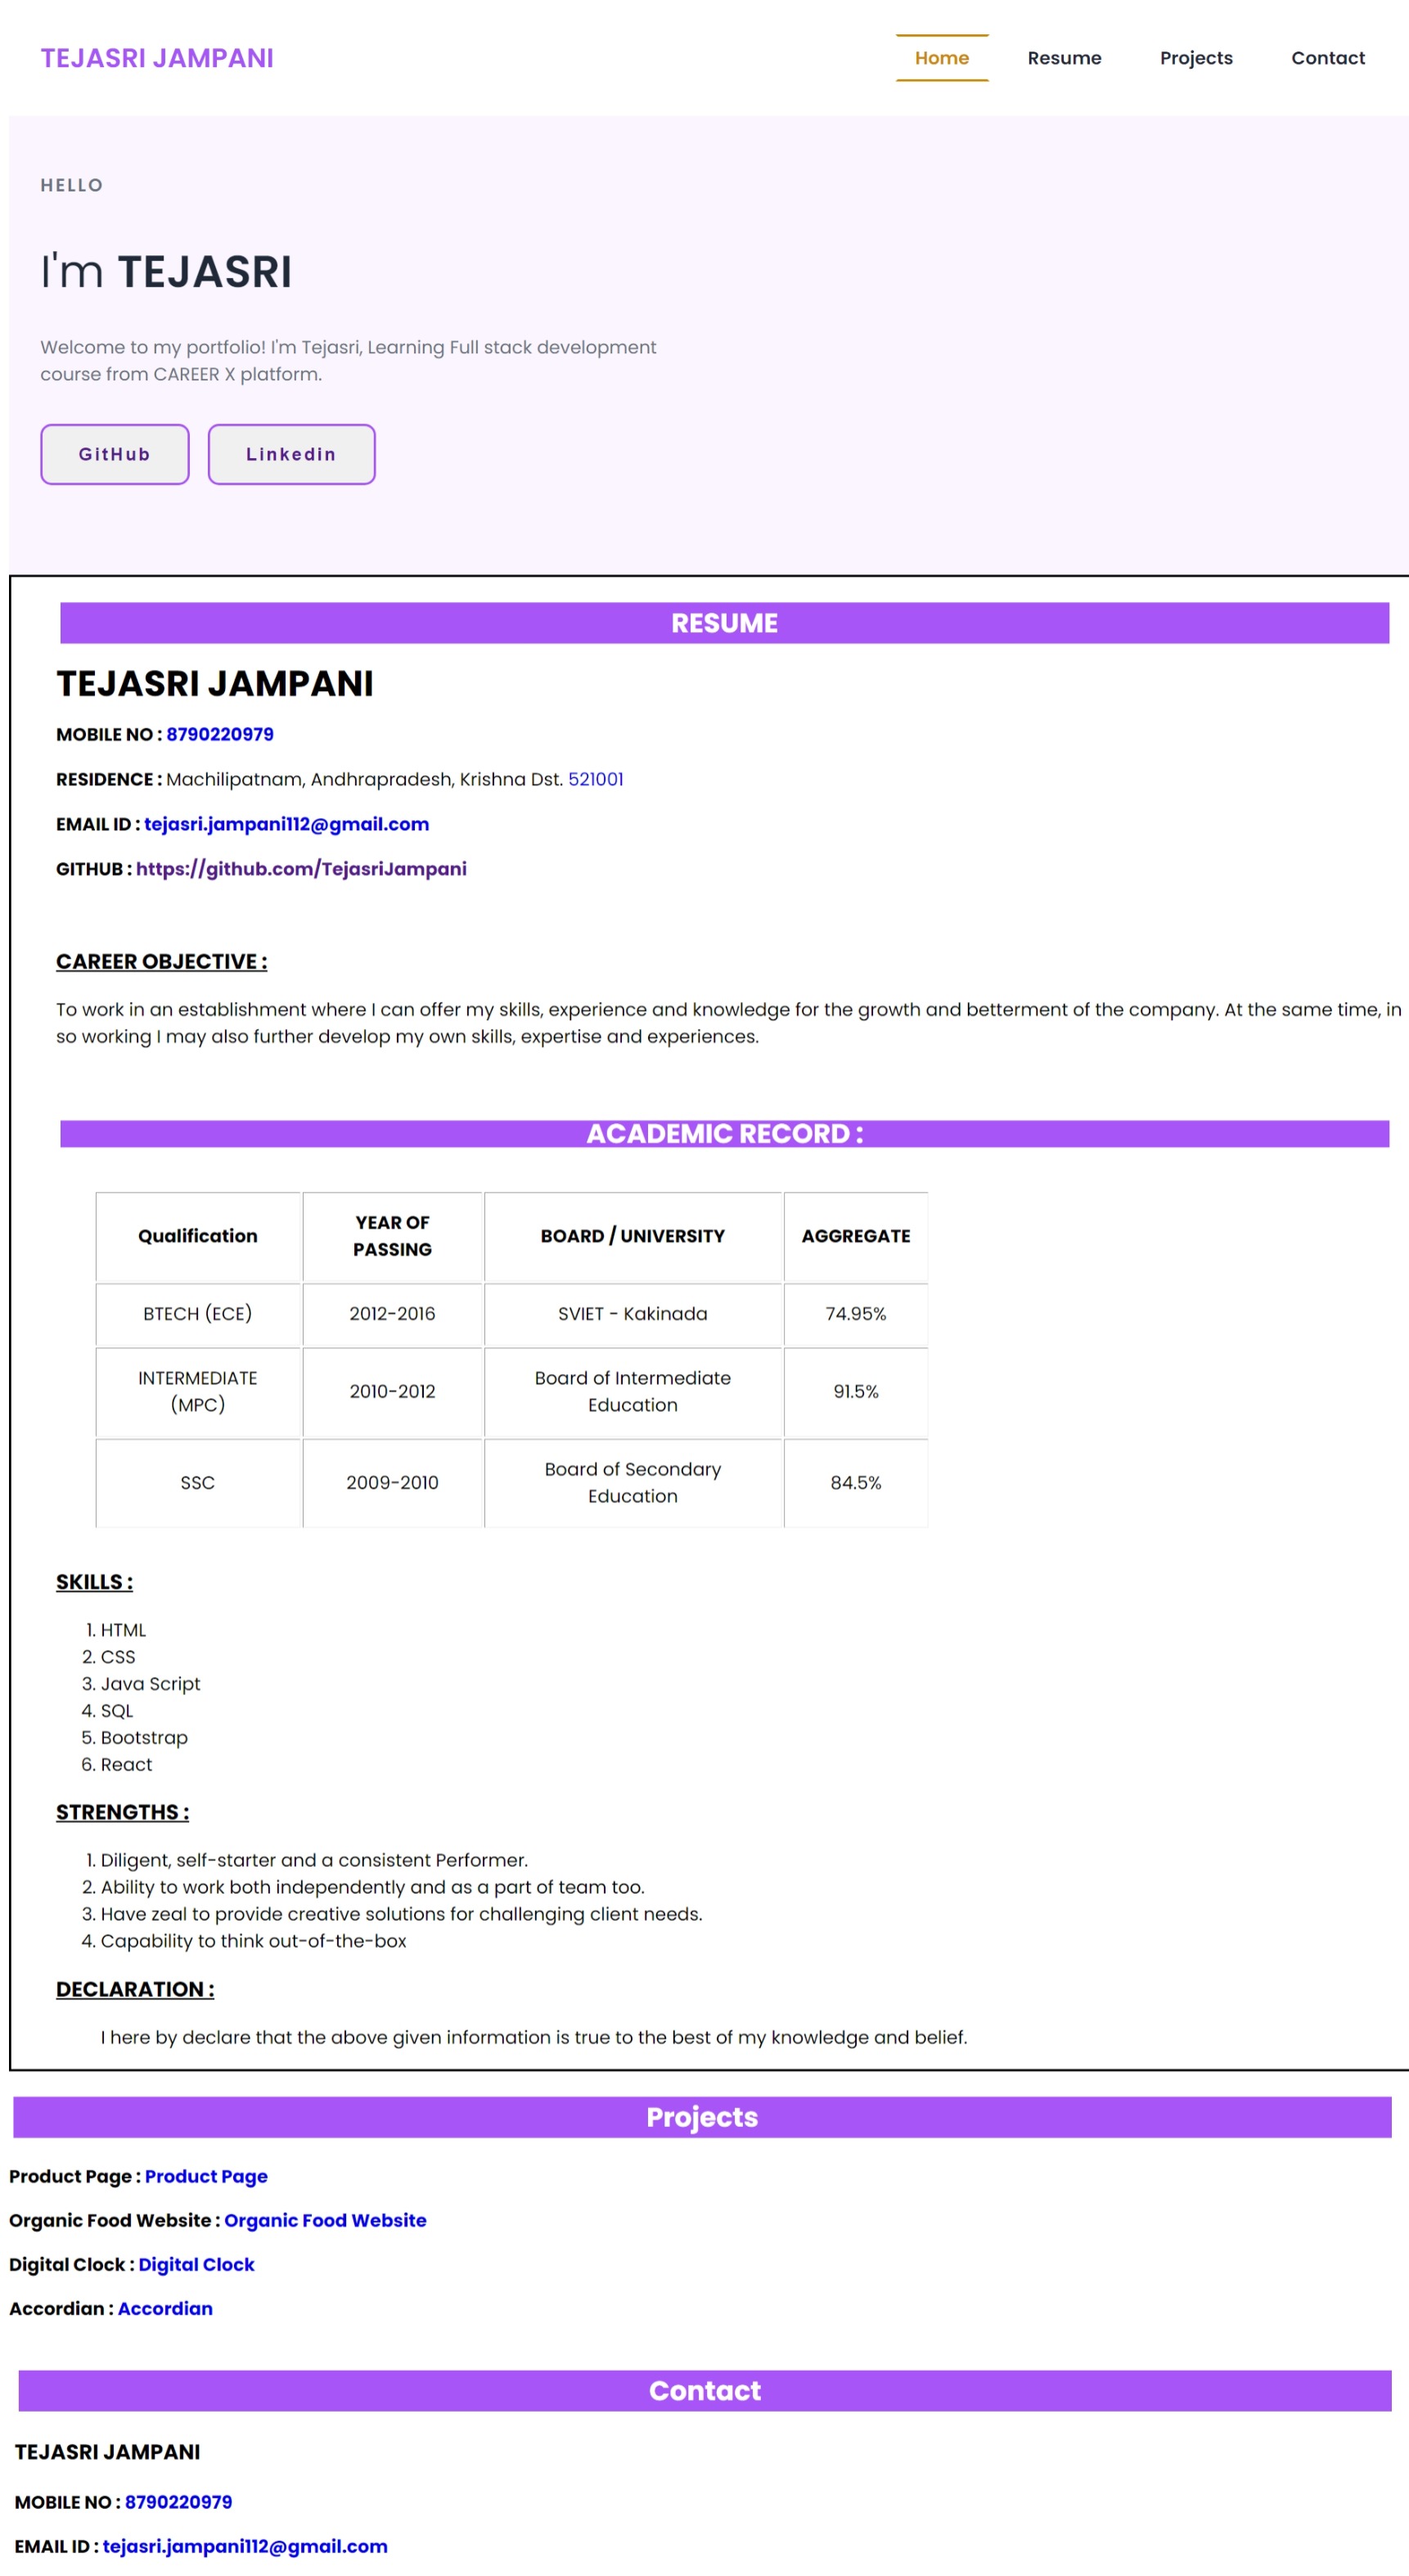 TEJASRI JAMPANI
Home Resume Projects Contact
HELLO
I'm TEJASRI
Welcome to my portfolio! I'm Tejasri, Learning Full stack development
course from CAREER X platform.
GitHub Linkedin
RESUME
TEJASRI JAMPANI
MOBILE NO : 8790220979
RESIDENCE : Machilipatnam, Andhrapradesh, Krishna Dst. 521001
EMAIL ID : tejasri.jampani112@gmail.com
GITHUB : https://github.com/TejasriJampani
CAREER OBJECTIVE :
To work in an establishment where I can offer my skills, experience and knowledge for the growth and betterment of the company. At the same time, in
so working I may also further develop my own skills, expertise and experiences.
ACADEMIC RECORD :
Qualification YEAR OF PASSING BOARD / UNIVERSITY AGGREGATE
BTECH (ECE) 2012-2016 SVIET - Kakinada 74.95%
INTERMEDIATE (MPC) 2010-2012 Board of Intermediate Education 91.5%
SSC 2009-2010 Board of Secondary Education 84.5%
SKILLS :
1. HTML
2. CSS
3. Java Script
4. SQL
5. Bootstrap
6. React
STRENGTHS :
1. Diligent, self-starter and a consistent Performer.
2. Ability to work both independently and as a part of team too.
3. Have zeal to provide creative solutions for challenging client needs.
4. Capability to think out-of-the-box
DECLARATION :
I here by declare that the above given information is true to the best of my knowledge and belief.
Projects
Product Page : Product Page
Organic Food Website : Organic Food Website
Digital Clock : Digital Clock
Accordian : Accordian
Contact
TEJASRI JAMPANI
MOBILE NO : 8790220979
EMAIL ID : tejasri.jampani112@gmail.com